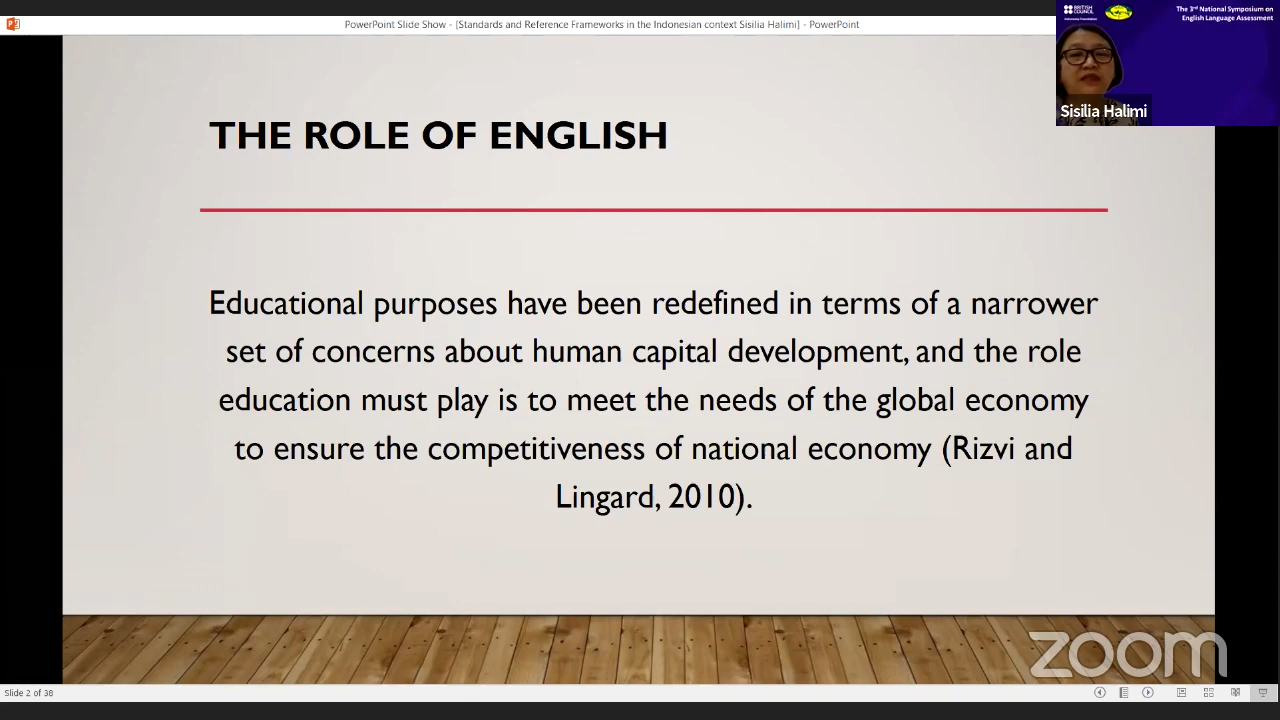 PowerPoint Slide Show - [Standards and Reference Frameworks in the Indonesian context Sisilia Halimi] - PowerPoint
BRITISH
COUNCIL
The 3rd National Symposium on
English Language Assessment
Sisilia Halimi
THE ROLE OF ENGLISH
Educational purposes have been redefined in terms of a narrower
set of concerns about human capital development, and the role
education must play is to meet the needs of the global economy
to ensure the competitiveness of national economy (Rizvi and
Lingard, 2010).
zoom
Slide 2 of 38